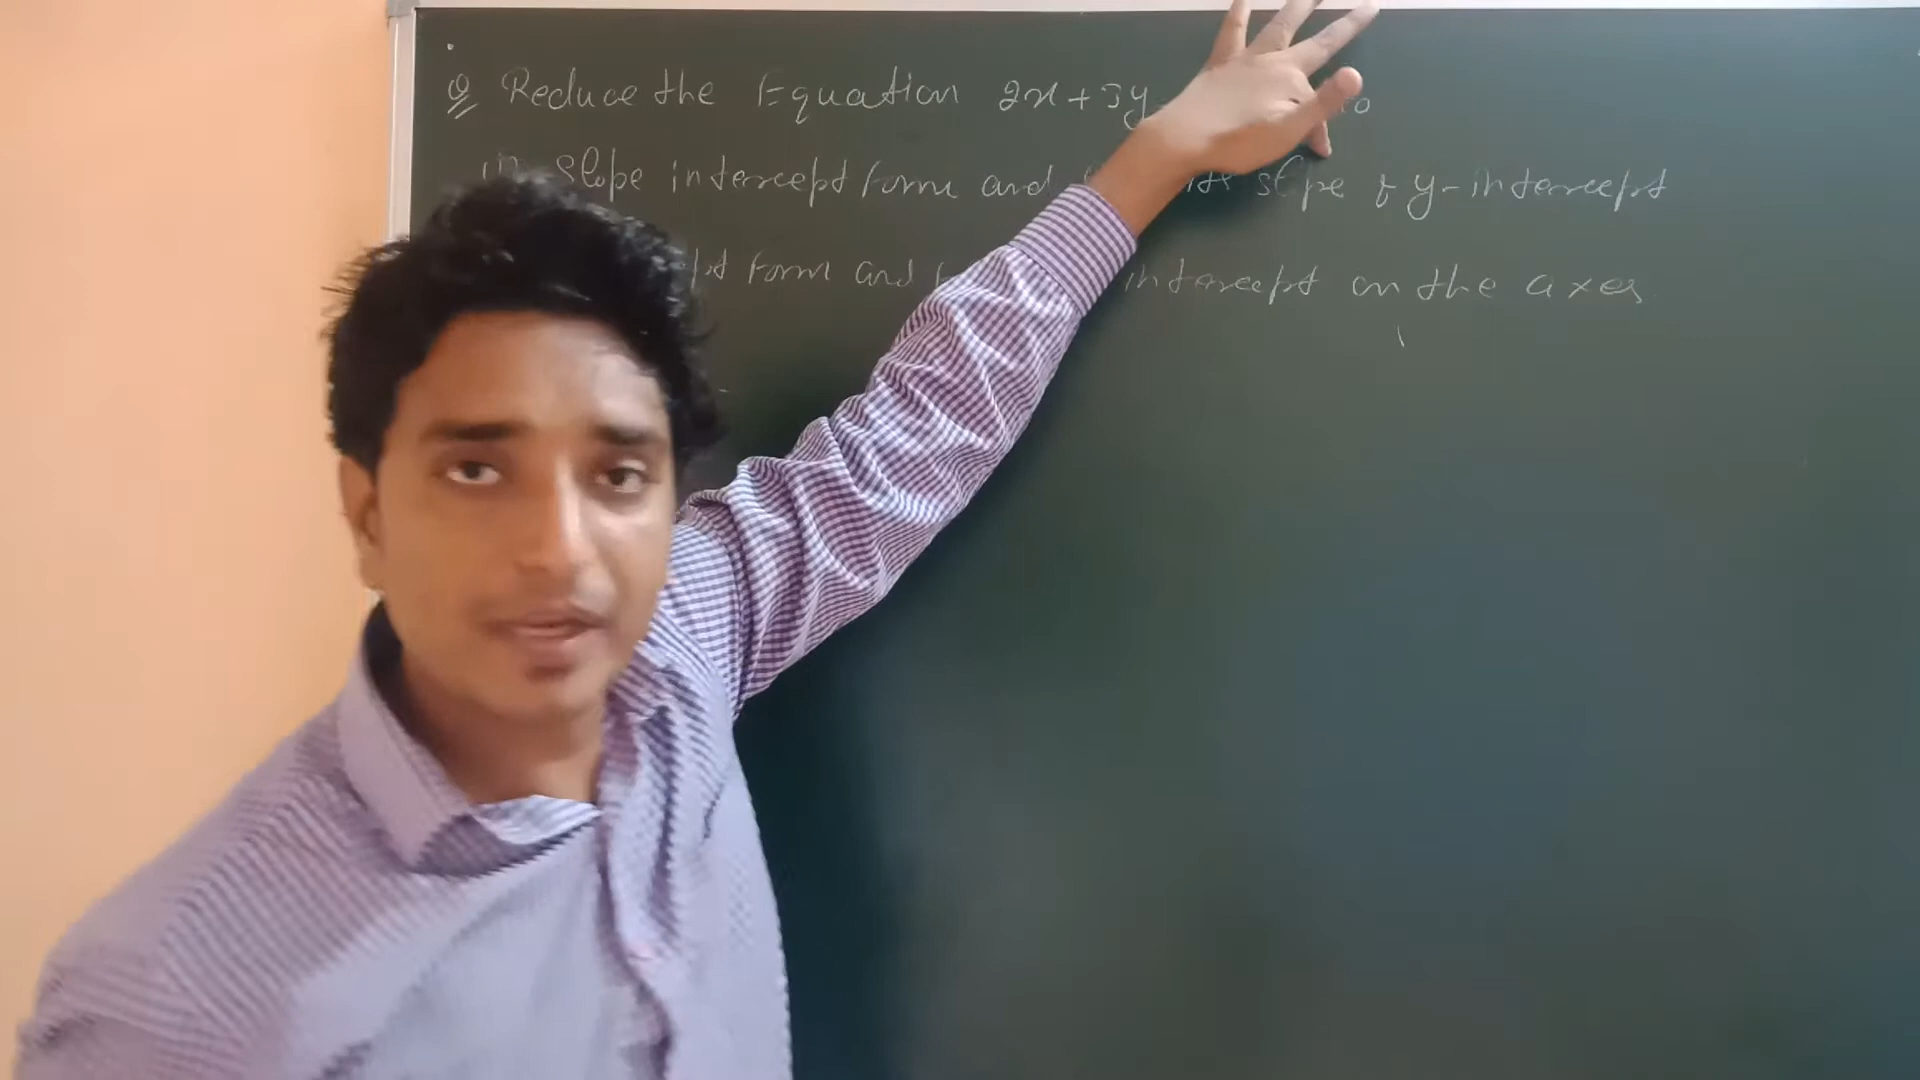 Q Reduce the Equation 2x+3y
slope intercept form and slope & y-intercept
form and intercept on the axes